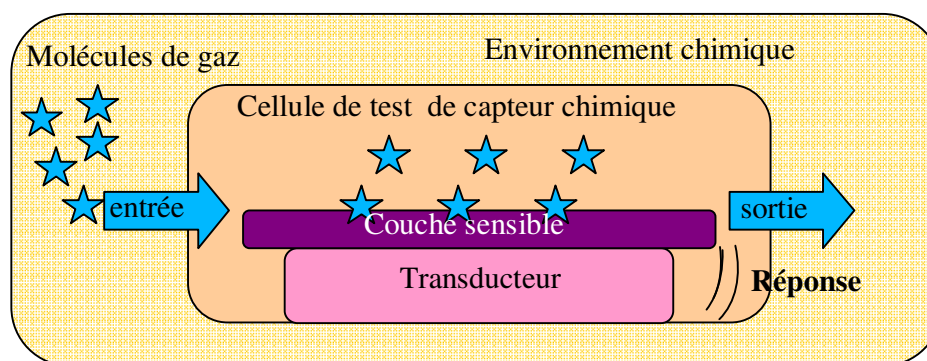 Environnement chimique
Molécules de gaz
Cellule de test de capteur chimique
entrée
sortie
Couche sensible
Transducteur
Réponse